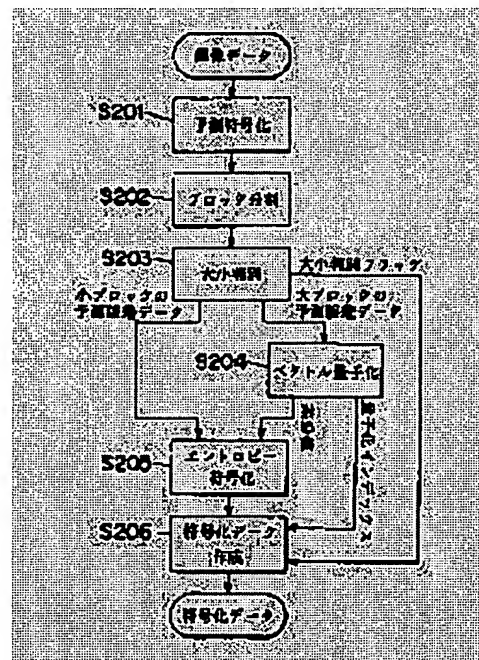 画像データ
S201
予測符号化
S202
ブロック分割
S203
大小判別
大小判別フラッグ
小ブロックの
予測誤差データ
大ブロックの
予測誤差データ
S204
ベクトル量子化
量子化インデックス
S205
エントロピー
符号化
S206
符号化データ
作成
符号化データ